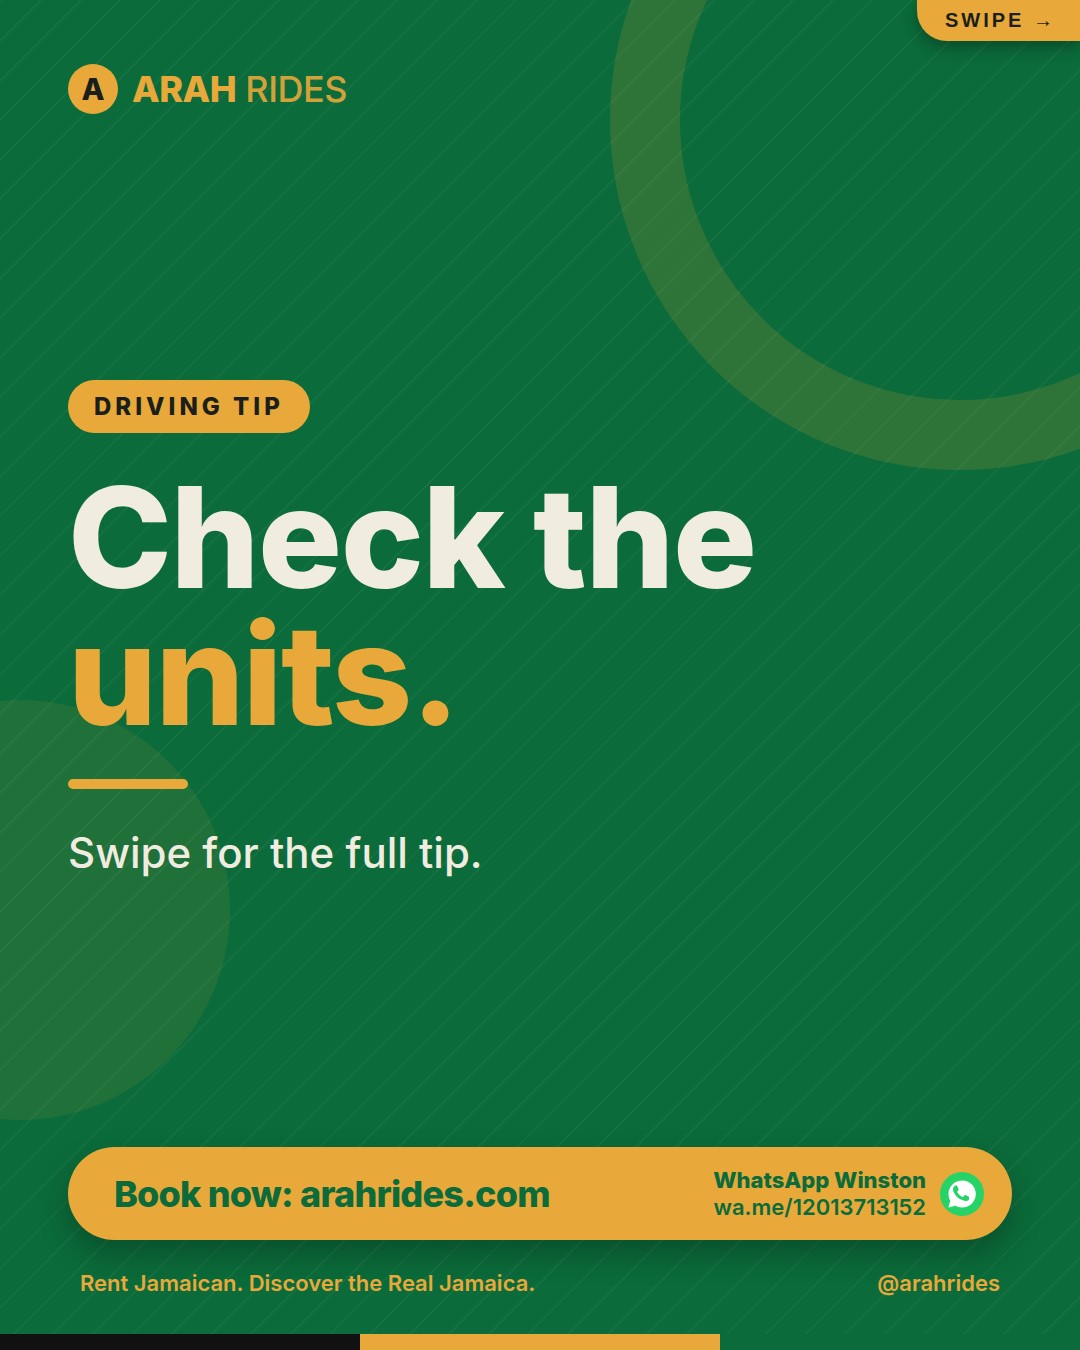 SWIPE →
A ARAH RIDES
DRIVING TIP
Check the
units.
Swipe for the full tip.
Book now: arahrides.com
WhatsApp Winston
wa.me/12013713152
Rent Jamaican. Discover the Real Jamaica.
@arahrides